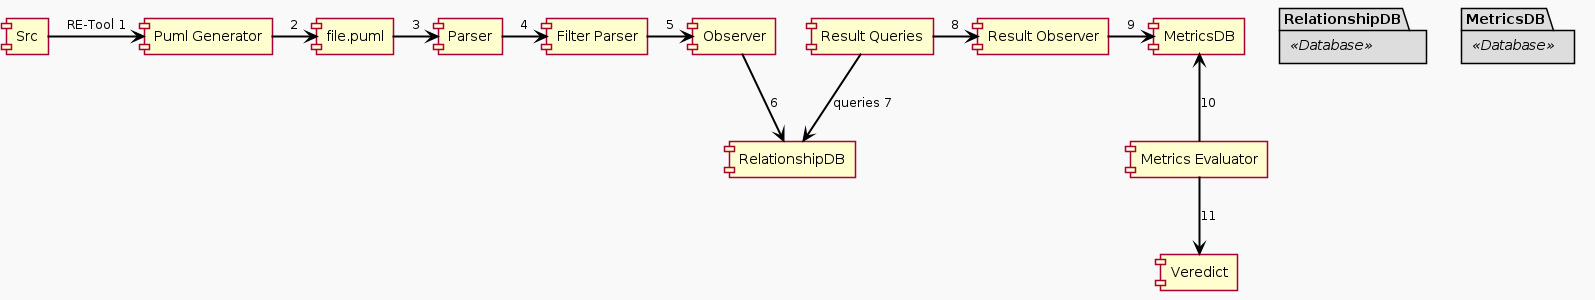 Src
RE-Tool 1
Puml Generator
2
file.puml
3
Parser
4
Filter Parser
5
Observer
Result Queries
8
Result Observer
9
MetricsDB
RelationshipDB
«Database»
MetricsDB
«Database»
6
queries 7
10
RelationshipDB
Metrics Evaluator
11
Veredict